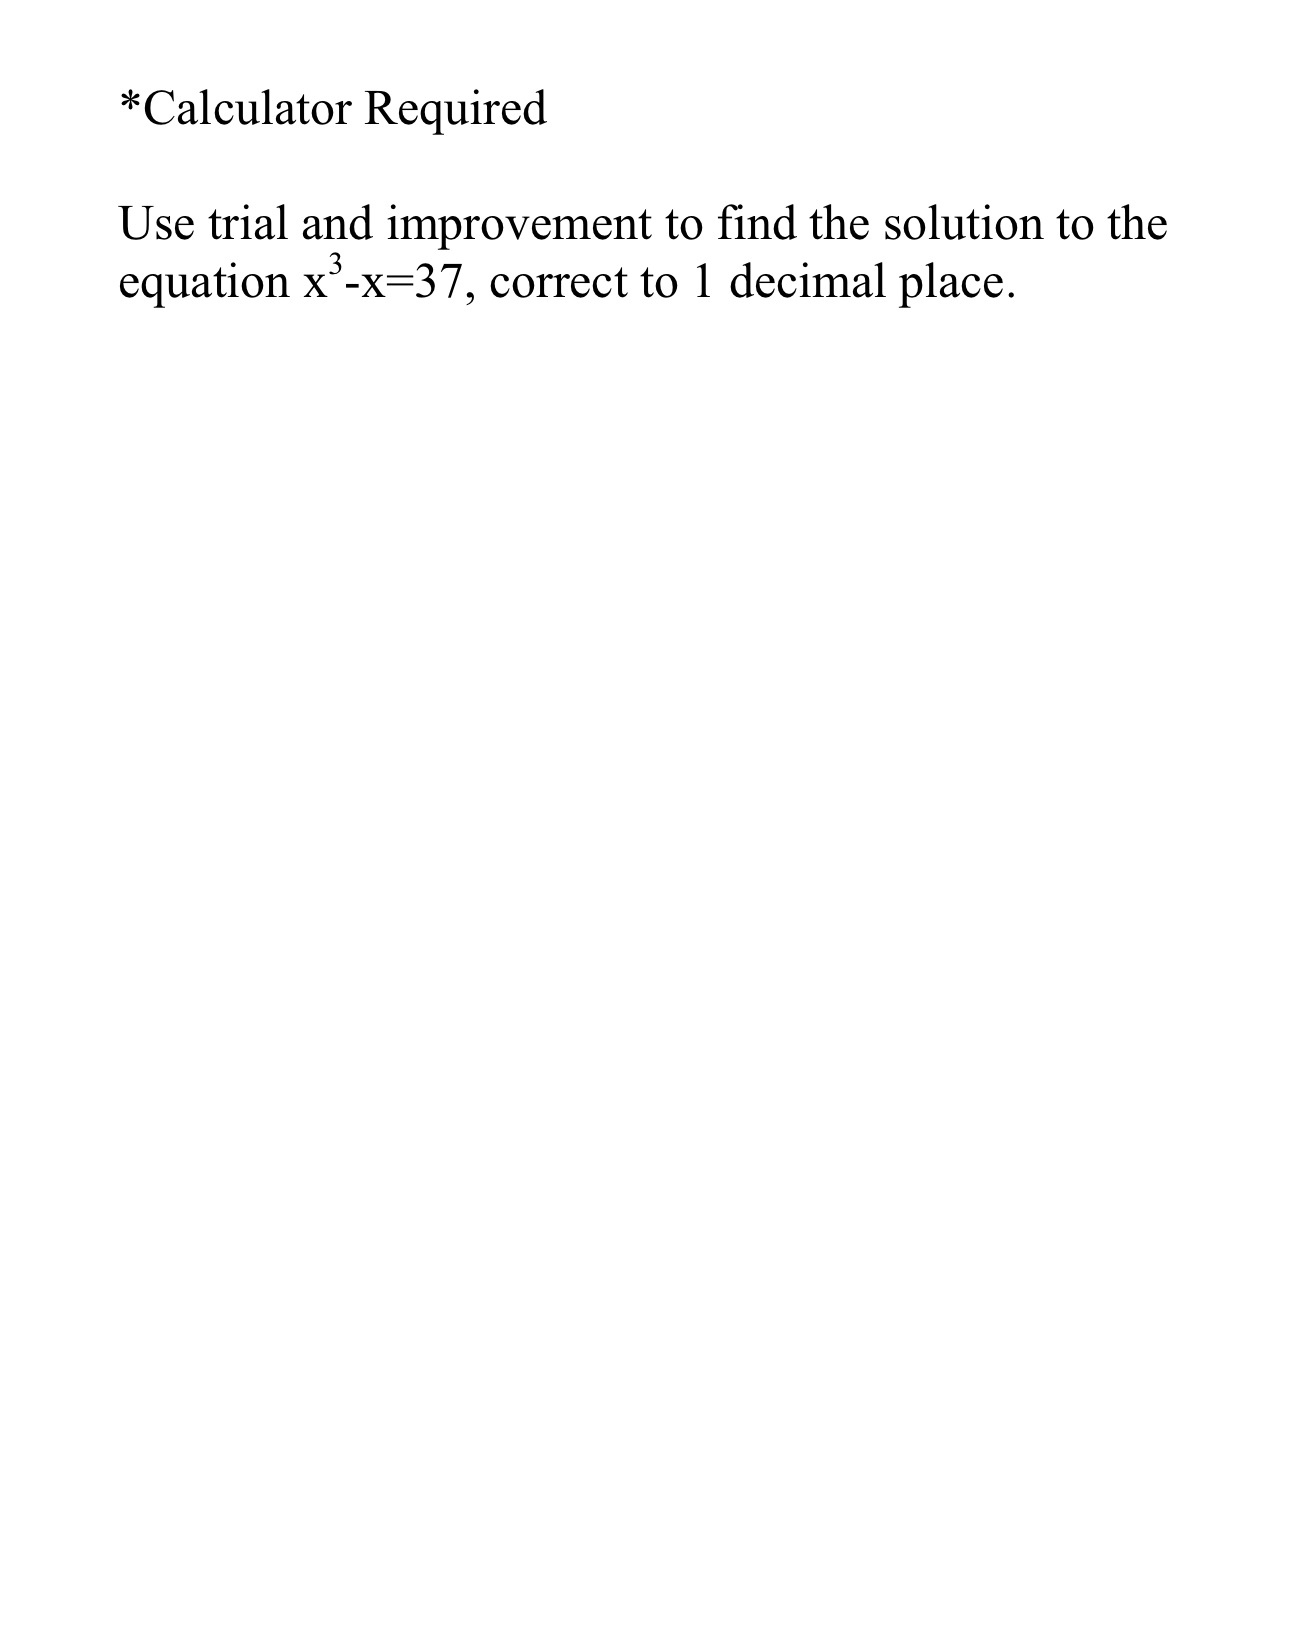 *Calculator Required
Use trial and improvement to find the solution to the
equation x³-x=37, correct to 1 decimal place.